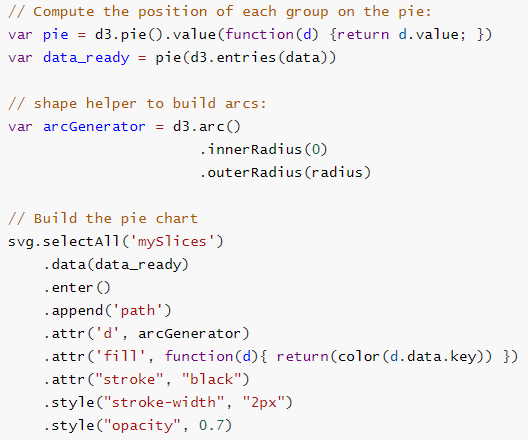 // Compute the position of each group on the pie:
var pie = d3.pie().value(function(d) {return d.value; })
var data_ready = pie(d3.entries(data))

// shape helper to build arcs:
var arcGenerator = d3.arc()
                      .innerRadius(0)
                      .outerRadius(radius)

// Build the pie chart
svg.selectAll('mySlices')
    .data(data_ready)
    .enter()
    .append('path')
    .attr('d', arcGenerator)
    .attr('fill', function(d){ return(color(d.data.key)) })
    .attr("stroke", "black")
    .style("stroke-width", "2px")
    .style("opacity", 0.7)